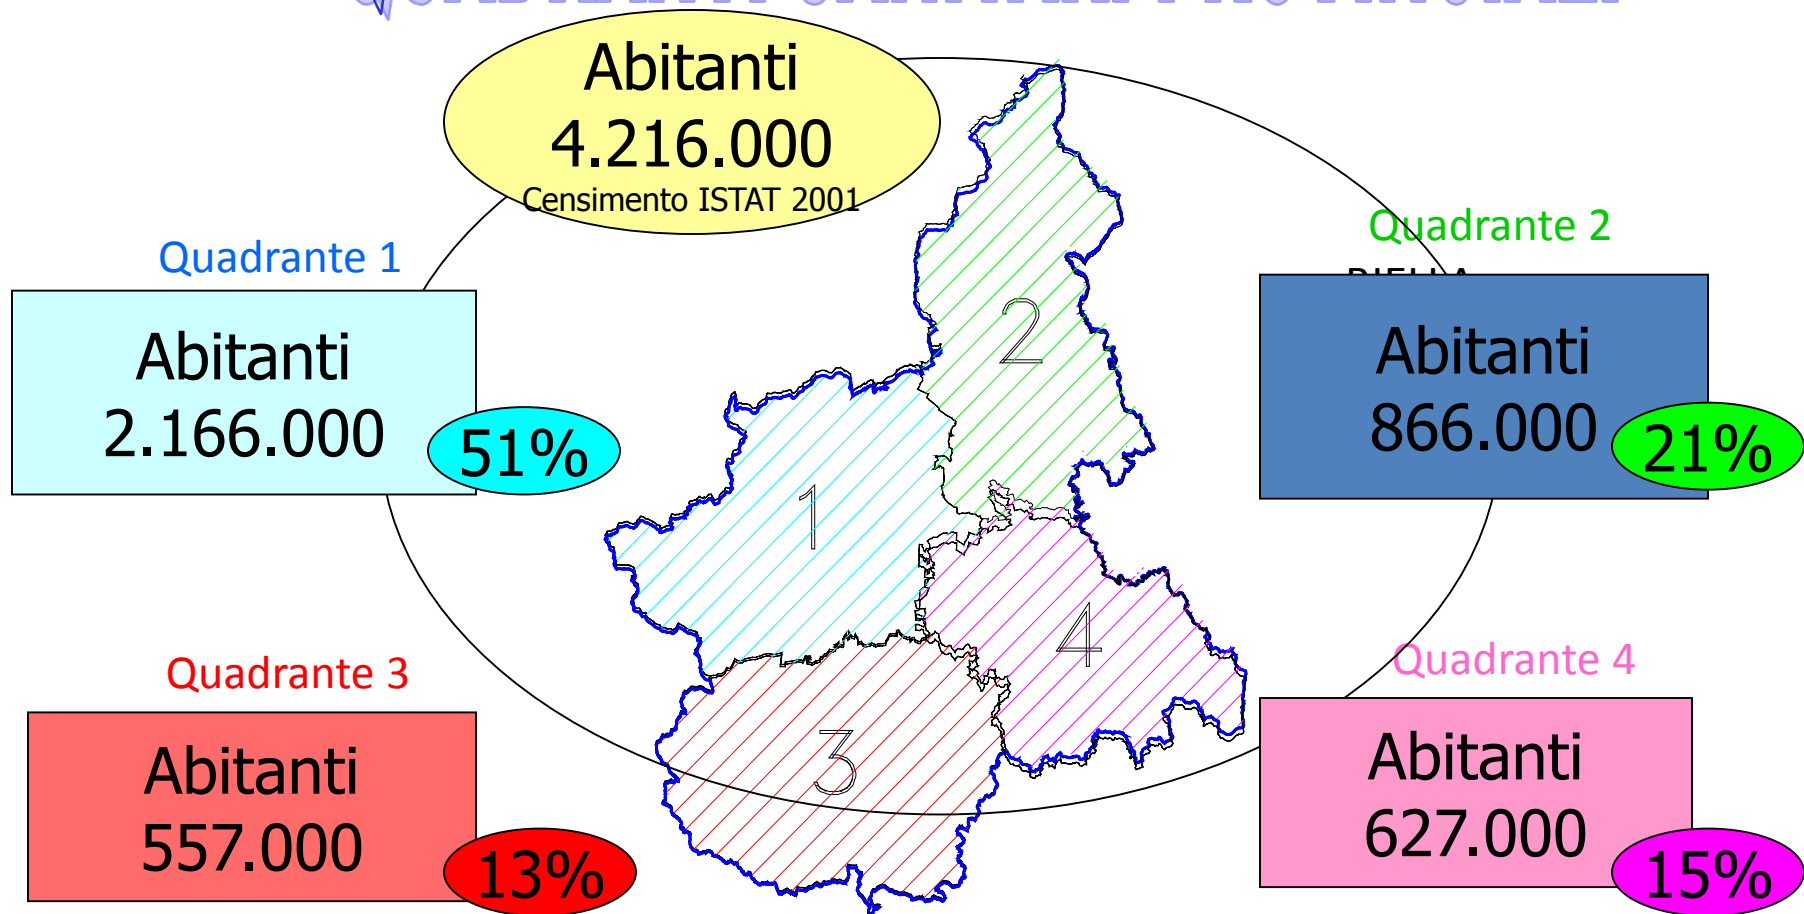 Abitanti
4.216.000
Censimento ISTAT 2001
Quadrante 1
Abitanti
2.166.000
51%
Quadrante 2
Abitanti
866.000
21%
2
1
4
3
Quadrante 3
Abitanti
557.000
13%
Quadrante 4
Abitanti
627.000
15%